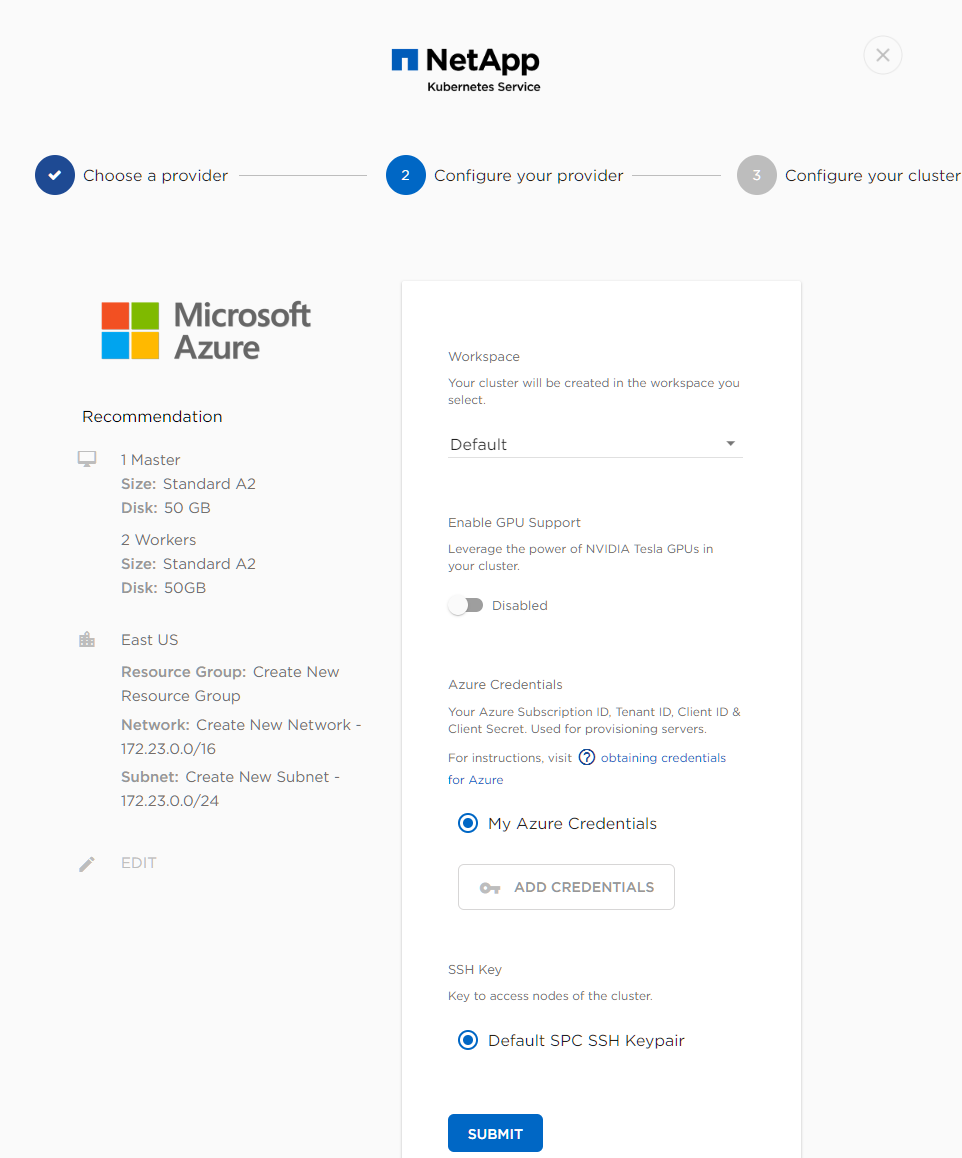 NetApp
Kubernetes Service
Choose a provider
2
Configure your provider
3
Configure your cluster
Microsoft
Azure
Recommendation
1 Master
Size: Standard A2
Disk: 50 GB
2 Workers
Size: Standard A2
Disk: 50GB
East US
Resource Group: Create New
Resource Group
Network: Create New Network -
172.23.0.0/16
Subnet: Create New Subnet -
172.23.0.0/24
EDIT
Workspace
Your cluster will be created in the workspace you
select.
Default
Enable GPU Support
Leverage the power of NVIDIA Tesla GPUs in
your cluster.
Disabled
Azure Credentials
Your Azure Subscription ID, Tenant ID, Client ID &
Client Secret. Used for provisioning servers.
For instructions, visit ? obtaining credentials
for Azure
My Azure Credentials
ADD CREDENTIALS
SSH Key
Key to access nodes of the cluster.
Default SPC SSH Keypair
SUBMIT